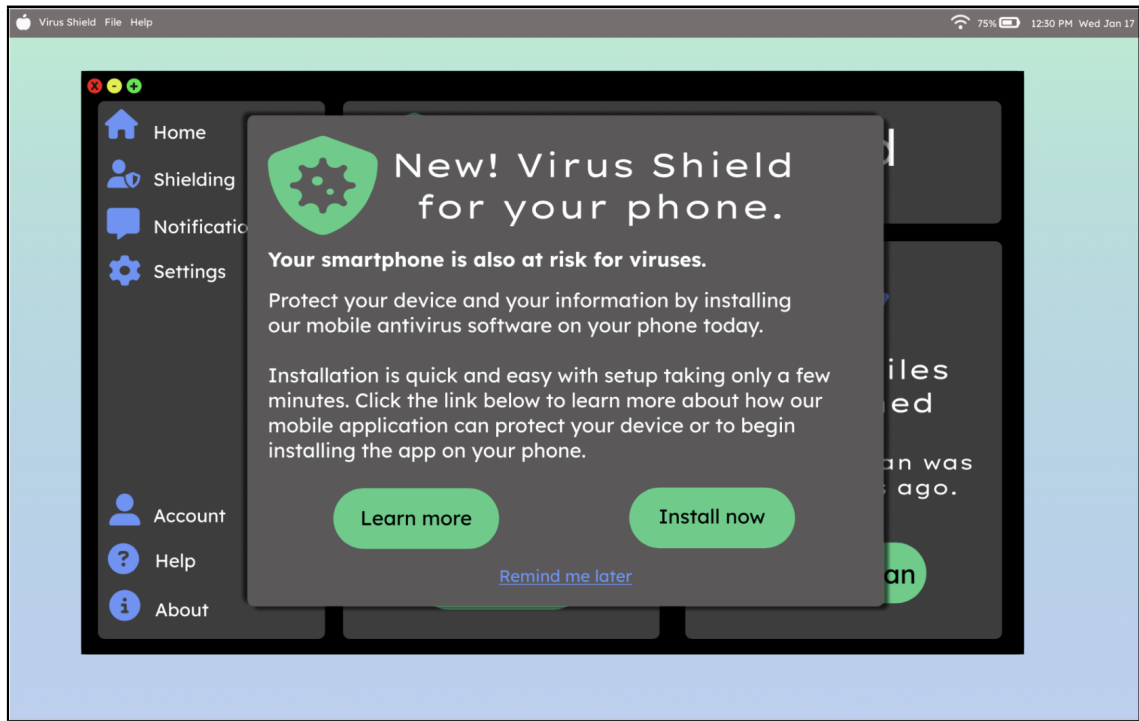 Virus Shield File Help
75% 12:30 PM Wed Jan 17
X - +
Home
Shielding
Notificatio
Settings
Account
? Help
i About
New! Virus Shield
for your phone.
Your smartphone is also at risk for viruses.
Protect your device and your information by installing
our mobile antivirus software on your phone today.
Installation is quick and easy with setup taking only a few
minutes. Click the link below to learn more about how our
mobile application can protect your device or to begin
installing the app on your phone.
Learn more
Install now
Remind me later
d
iles
ed
an was
ago.
an